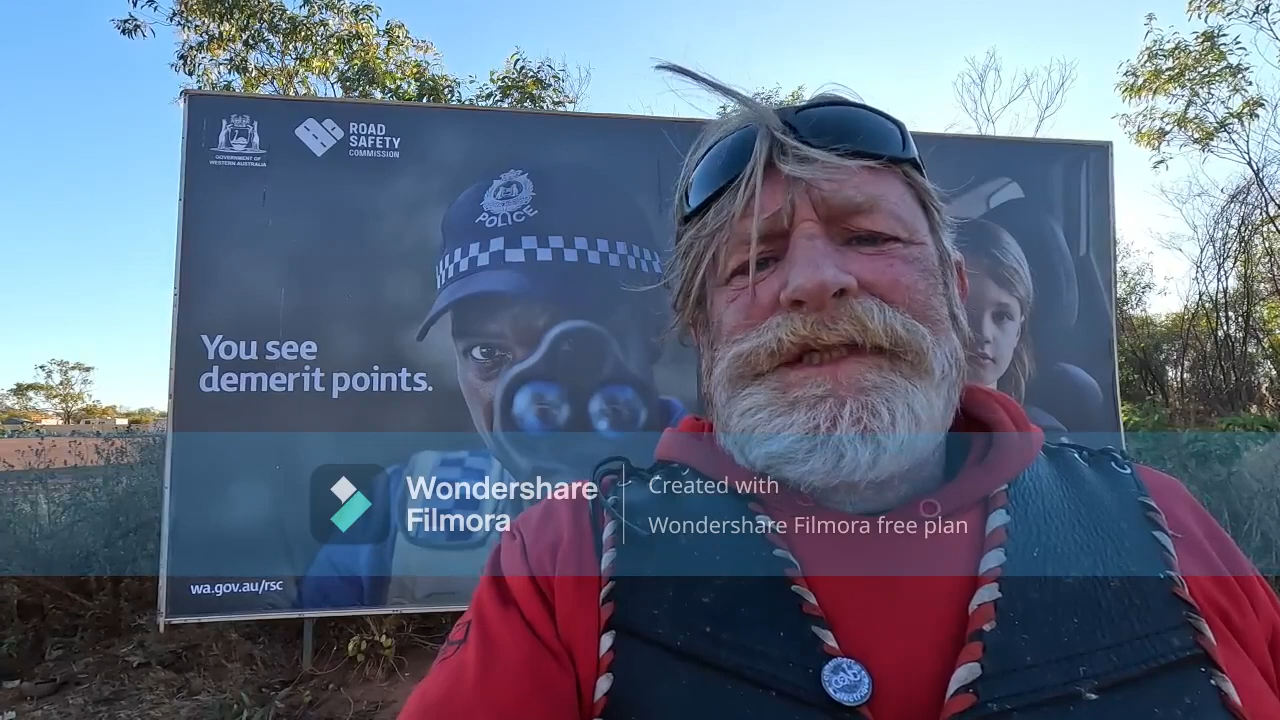 GOVERNMENT OF
WESTERN AUSTRALIA
ROAD
SAFETY
COMMISSION
POLICE
You see
demerit points.
Wondershare
Filmora
Created with
Wondershare Filmora free plan
wa.gov.au/rsc